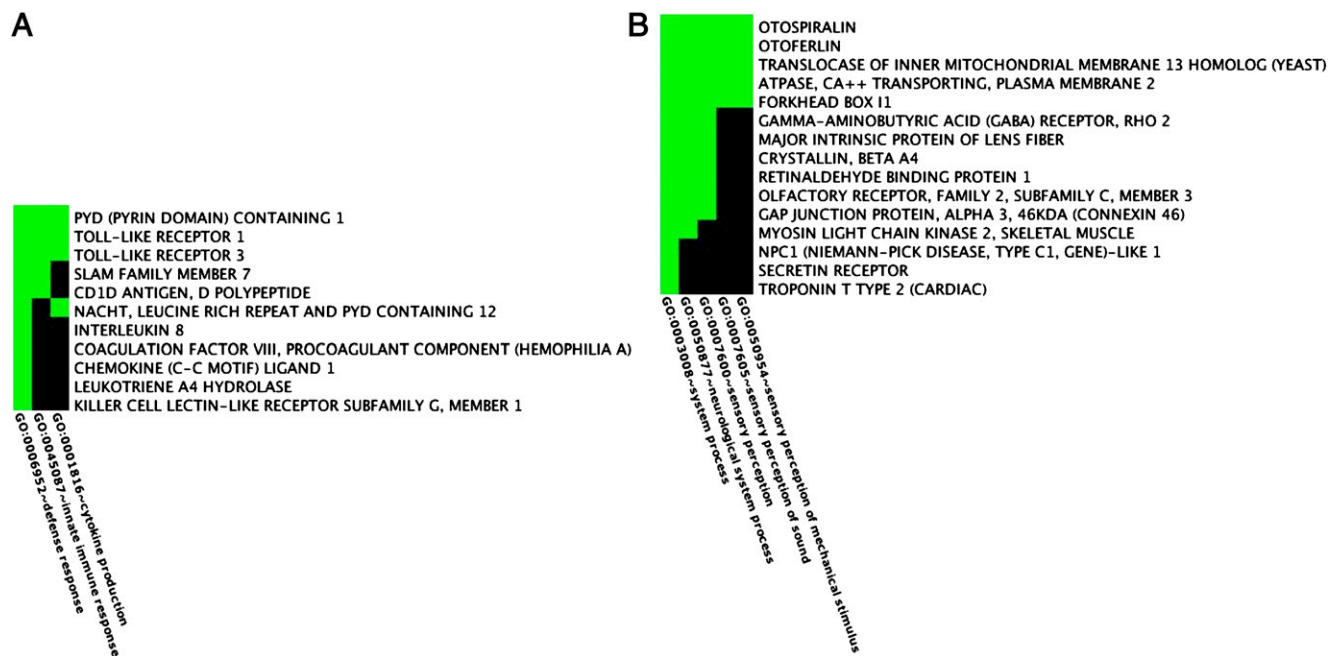 A
PYD (PYRIN DOMAIN) CONTAINING 1
TOLL-LIKE RECEPTOR 1
TOLL-LIKE RECEPTOR 3
SLAM FAMILY MEMBER 7
CD1D ANTIGEN, D POLYPEPTIDE
NACHT, LEUCINE RICH REPEAT AND PYD CONTAINING 12
INTERLEUKIN 8
COAGULATION FACTOR VIII, PROCOAGULANT COMPONENT (HEMOPHILIA A)
CHEMOKINE (C-C MOTIF) LIGAND 1
LEUKOTRIENE A4 HYDROLASE
KILLER CELL LECTIN-LIKE RECEPTOR SUBFAMILY G, MEMBER 1
GO:0006952~defense response
GO:0045087~innate immune response
GO:0001816~cytokine production
B
OTOSPIRALIN
OTOFERLIN
TRANSLOCASE OF INNER MITOCHONDRIAL MEMBRANE 13 HOMOLOG (YEAST)
ATPASE, CA++ TRANSPORTING, PLASMA MEMBRANE 2
FORKHEAD BOX I1
GAMMA-AMINOBUTYRIC ACID (GABA) RECEPTOR, RHO 2
MAJOR INTRINSIC PROTEIN OF LENS FIBER
CRYSTALLIN, BETA A4
RETINALDEHYDE BINDING PROTEIN 1
OLFACTORY RECEPTOR, FAMILY 2, SUBFAMILY C, MEMBER 3
GAP JUNCTION PROTEIN, ALPHA 3, 46KDA (CONNEXIN 46)
MYOSIN LIGHT CHAIN KINASE 2, SKELETAL MUSCLE
NPC1 (NIEMANN-PICK DISEASE, TYPE C1, GENE)-LIKE 1
SECRETIN RECEPTOR
TROPONIN T TYPE 2 (CARDIAC)
GO:0003008~system process
GO:0050877~neurological system process
GO:0007600~sensory perception
GO:0007605~sensory perception of sound
GO:0050954~sensory perception of mechanical stimulus